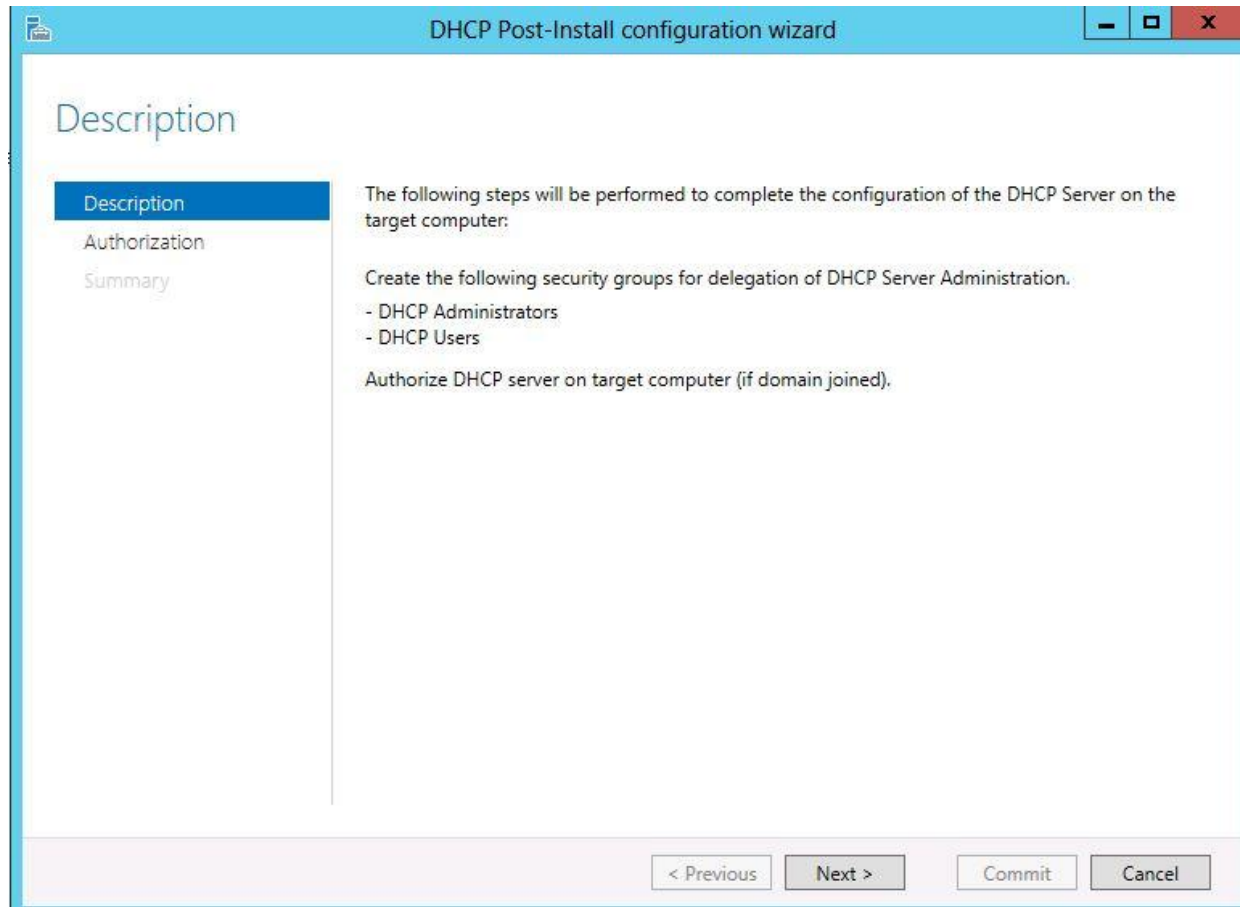 DHCP Post-Install configuration wizard
Description
Description
Authorization
Summary
The following steps will be performed to complete the configuration of the DHCP Server on the
target computer:
Create the following security groups for delegation of DHCP Server Administration.
- DHCP Administrators
- DHCP Users
Authorize DHCP server on target computer (if domain joined).
< Previous
Next >
Commit
Cancel